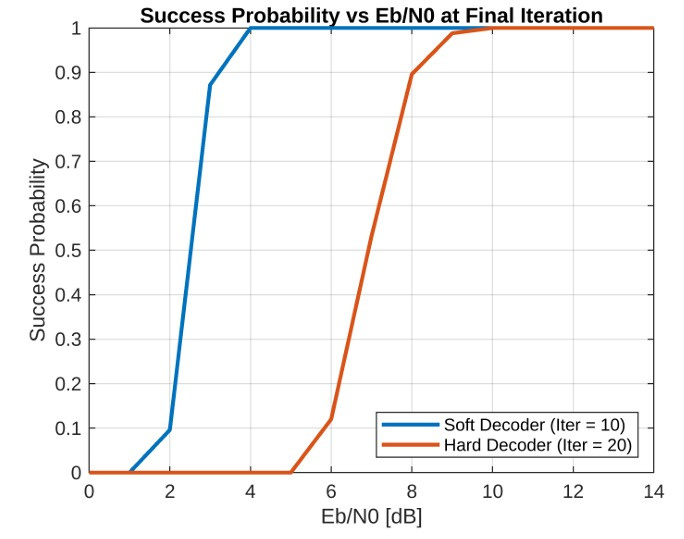 Success Probability vs Eb/N0 at Final Iteration
1
0.9
0.8
0.7
0.6
0.5
0.4
0.3
0.2
0.1
0
Success Probability
Soft Decoder (Iter = 10)
Hard Decoder (Iter = 20)
0 2 4 6 8 10 12 14
Eb/N0 [dB]